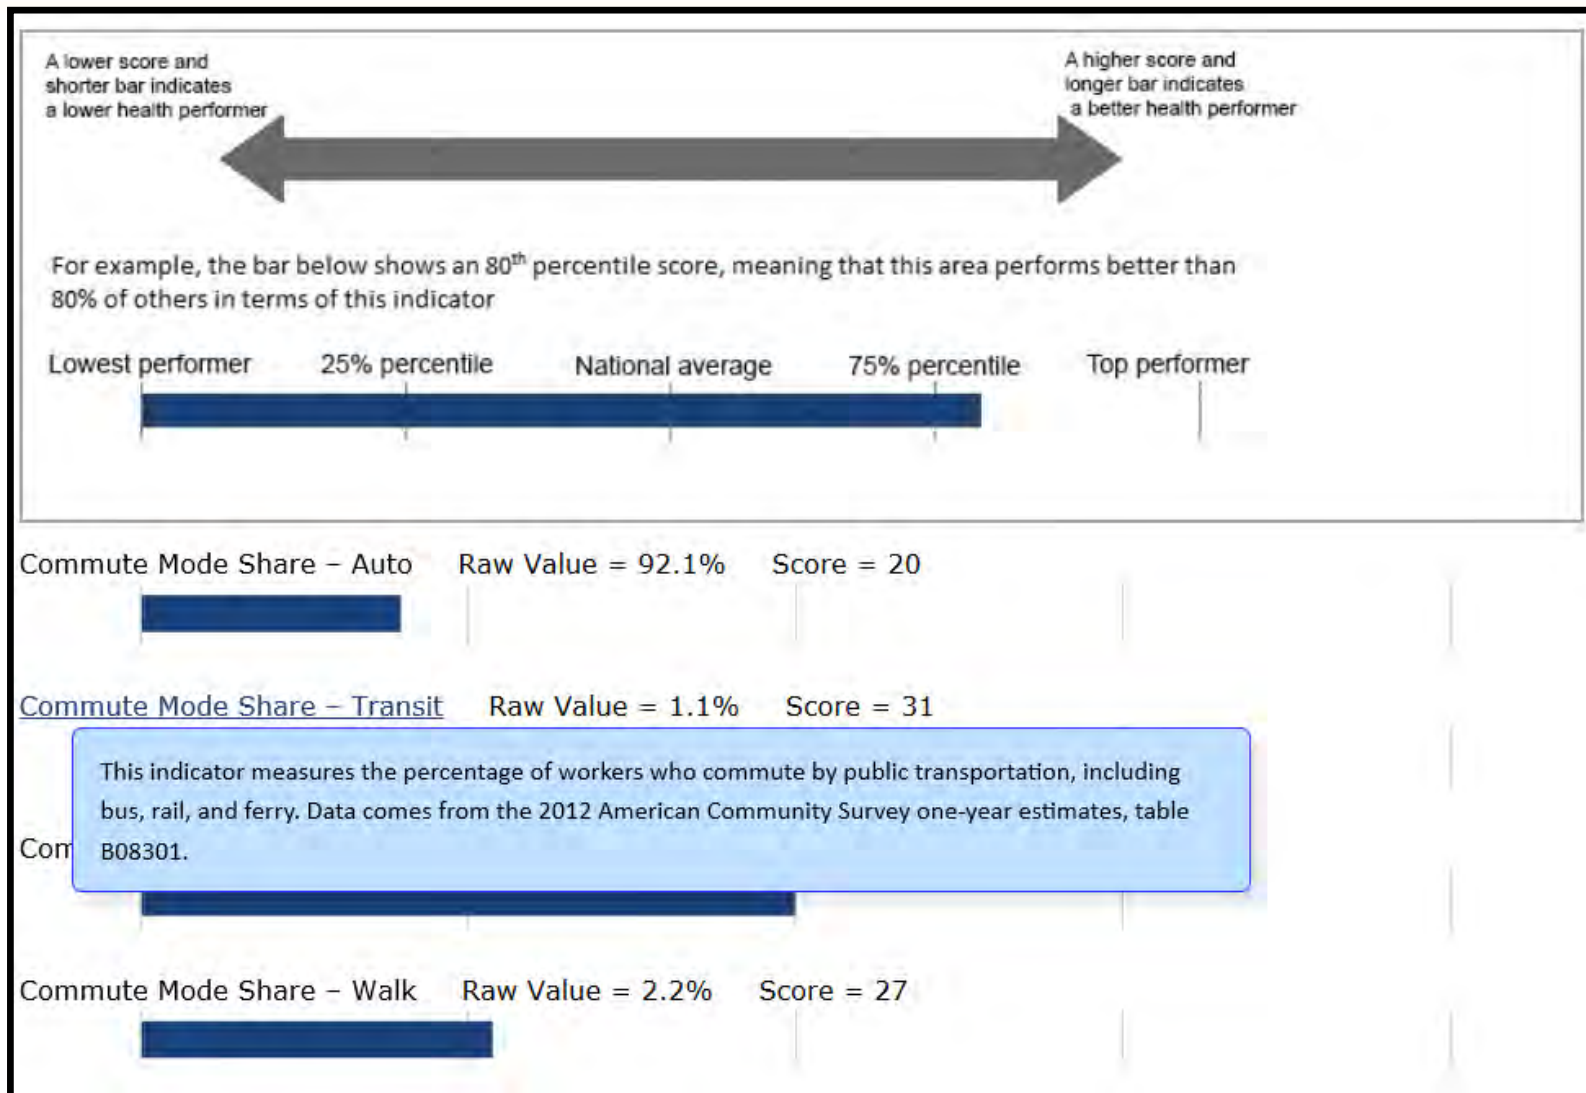 A lower score and
shorter bar indicates
a lower health performer
A higher score and
longer bar indicates
a better health performer
For example, the bar below shows an 80th percentile score, meaning that this area performs better than
80% of others in terms of this indicator
Lowest performer 25% percentile National average 75% percentile Top performer
Commute Mode Share – Auto Raw Value = 92.1% Score = 20
Commute Mode Share – Transit Raw Value = 1.1% Score = 31
This indicator measures the percentage of workers who commute by public transportation, including
bus, rail, and ferry. Data comes from the 2012 American Community Survey one-year estimates, table
B08301.
Commute Mode Share – Walk Raw Value = 2.2% Score = 27